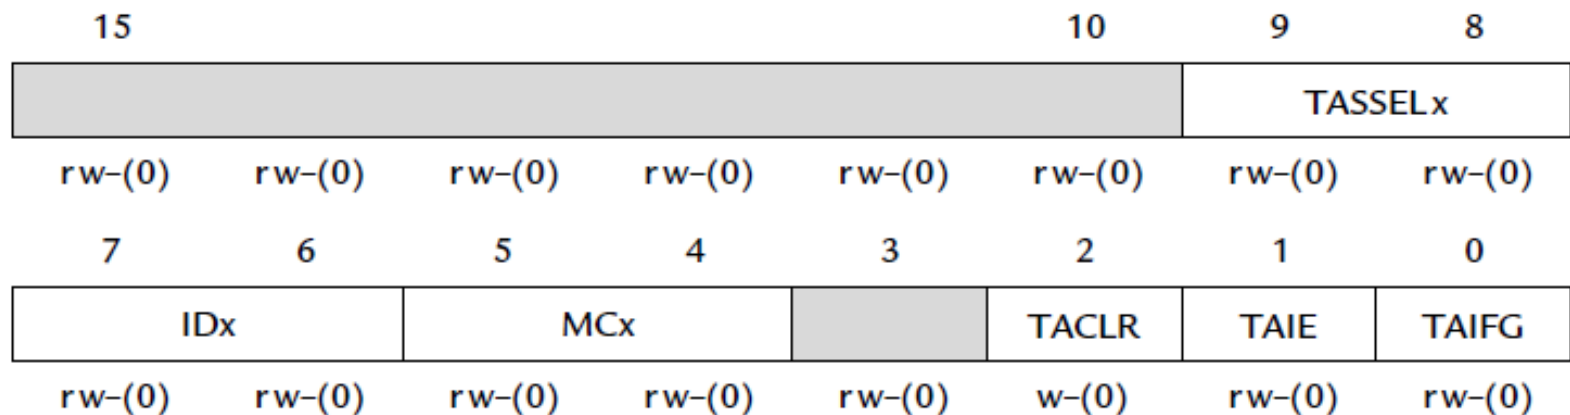 15 10 9 8
TASSELx
rw-(0) rw-(0) rw-(0) rw-(0) rw-(0) rw-(0) rw-(0) rw-(0)
7 6 5 4 3 2 1 0
IDx MCx TACLR TAIE TAIFG
rw-(0) rw-(0) rw-(0) rw-(0) rw-(0) w-(0) rw-(0) rw-(0)